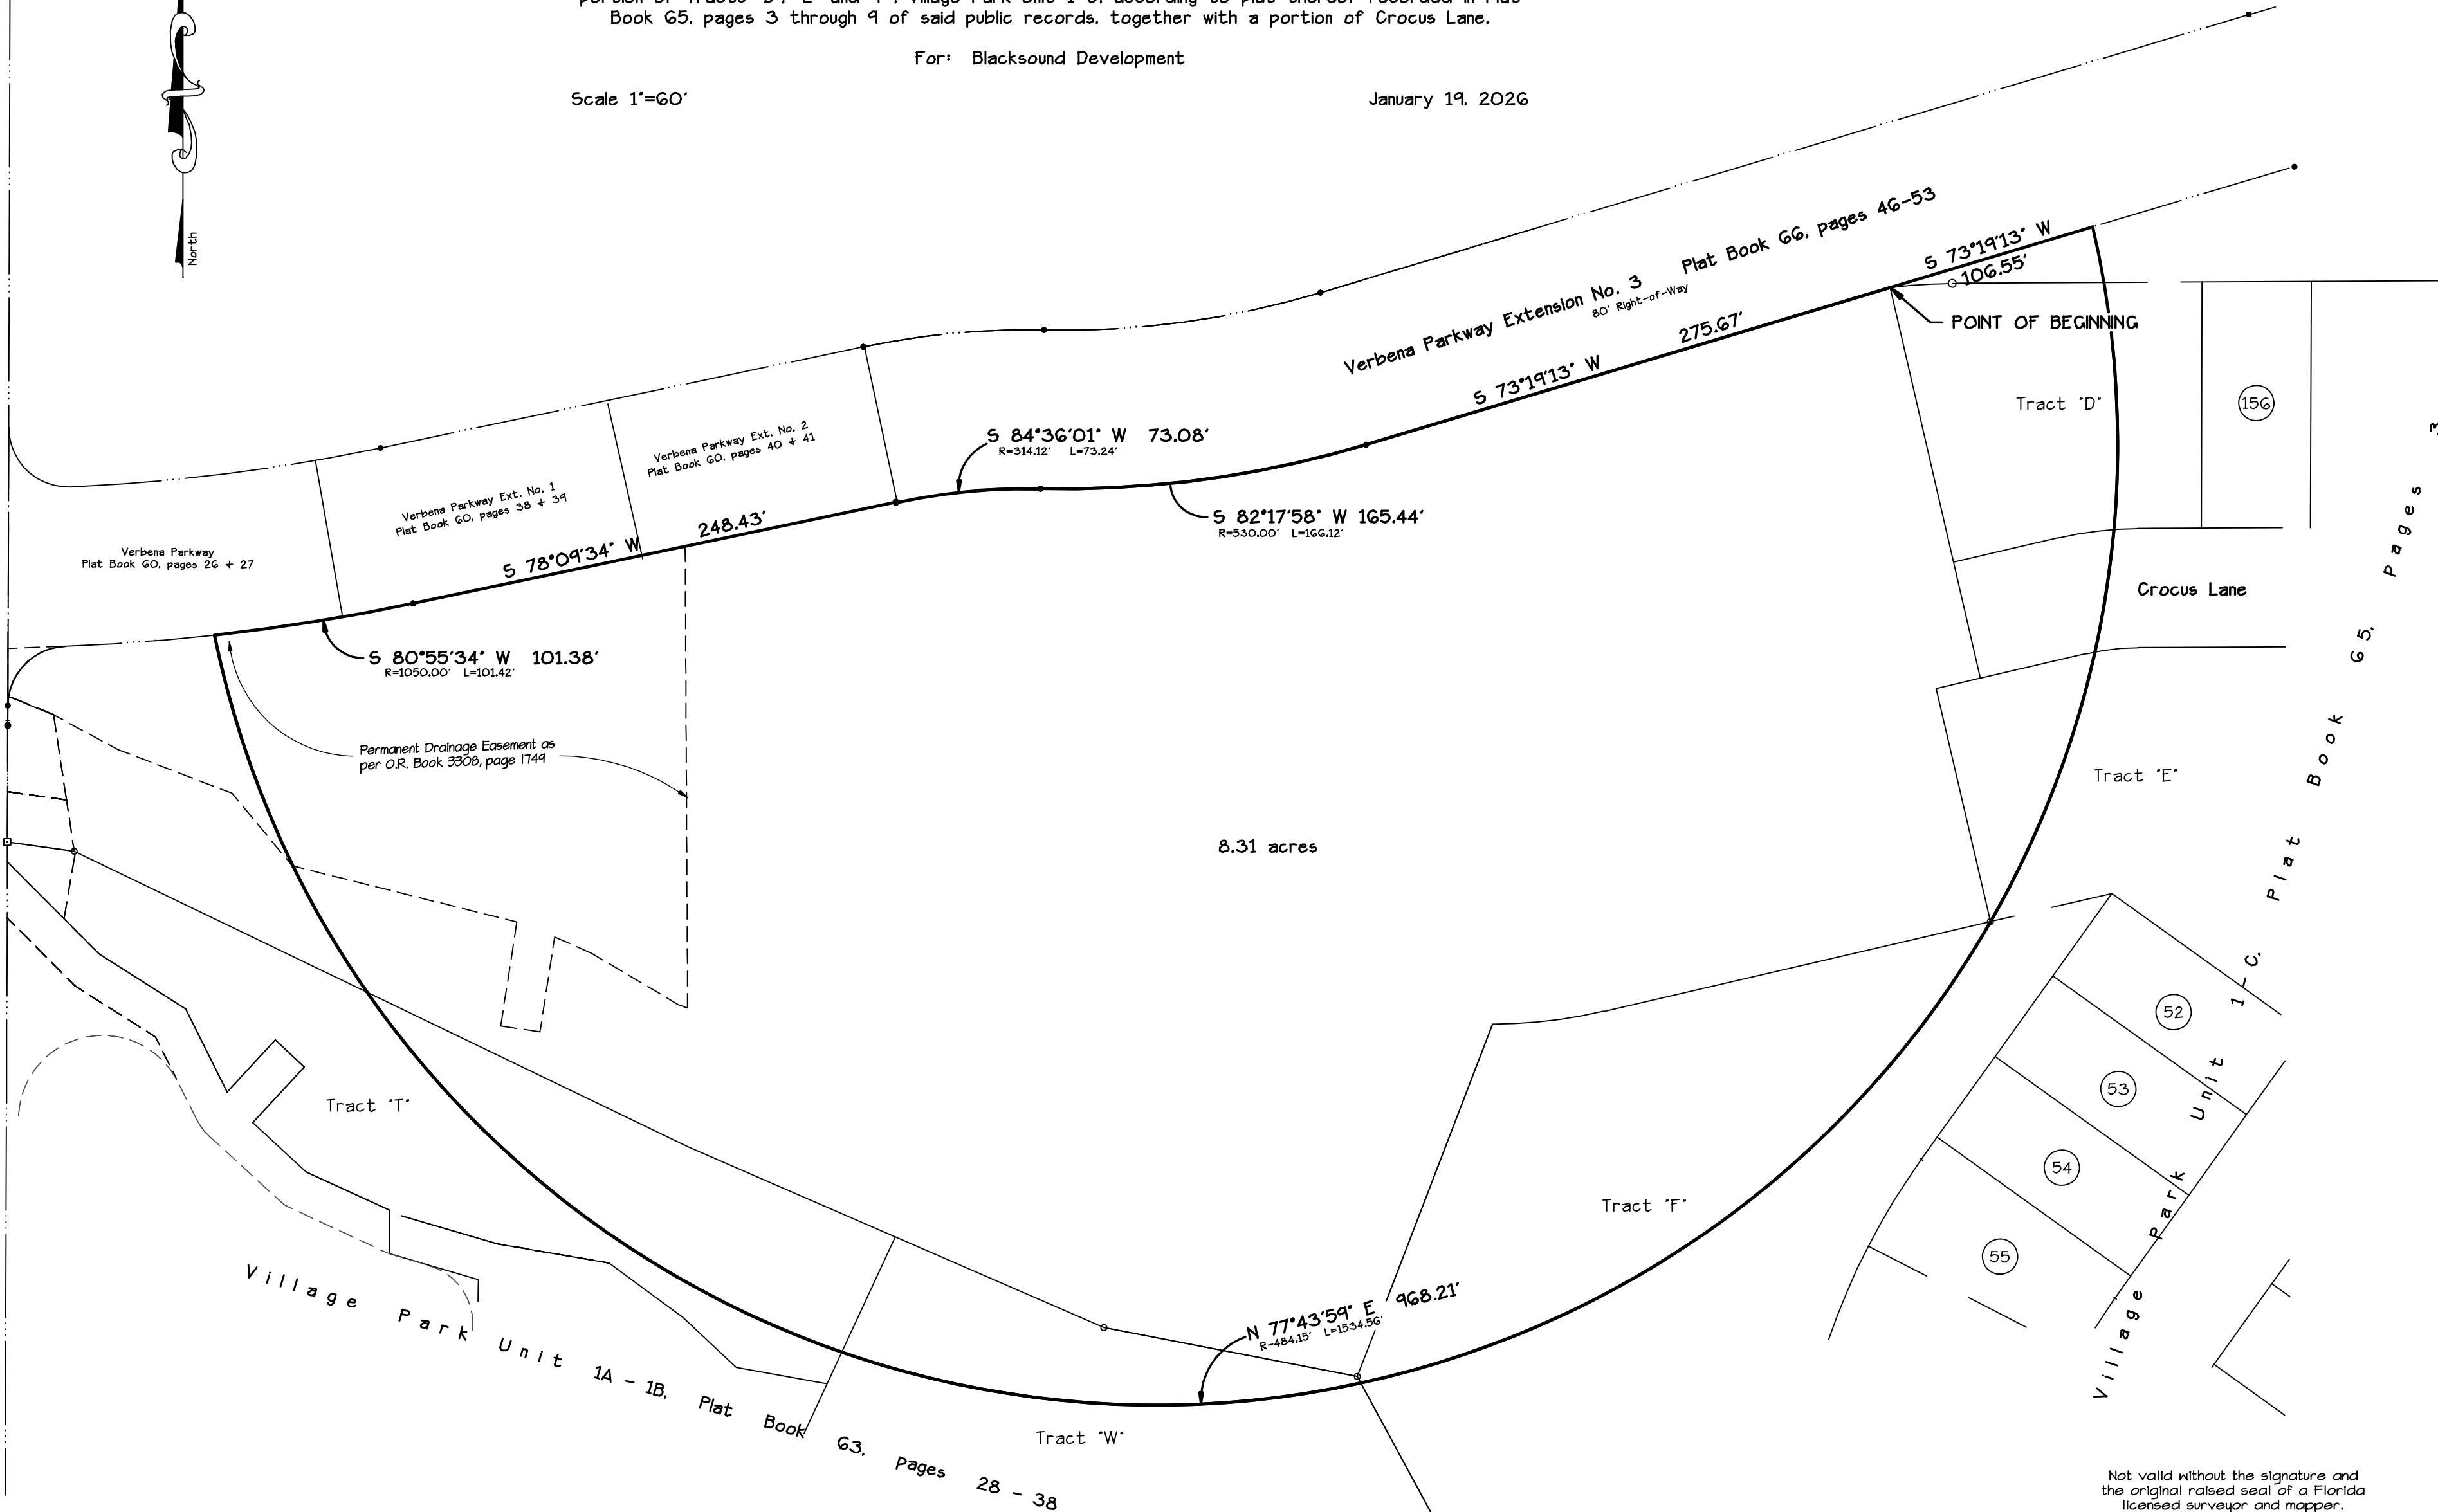 Book 65, pages 3 through 9 of said public records, together with a portion of Crocus Lane.
For: Blacksound Development
Scale 1"=60'
January 19, 2026
North
Verbena Parkway Extension No. 3 Plat Book 66, pages 46-53
80' Right-of-Way
S 73°19'13" W
106.55'
POINT OF BEGINNING
275.67'
S 73°19'13" W
Tract "D"
156
S 84°36'01" W 73.08'
R=314.12' L=73.24'
S 82°17'58" W 165.44'
R=530.00' L=166.12'
Verbena Parkway Ext. No. 2
Plat Book 60, pages 40 + 41
Verbena Parkway Ext. No. 1
Plat Book 60, pages 38 + 39
Verbena Parkway
Plat Book 60, pages 26 + 27
248.43'
S 78°09'34" W
S 80°55'34" W 101.38'
R=1050.00' L=101.42'
Crocus Lane
Permanent Drainage Easement as
per O.R. Book 3308, page 1749
Tract "E"
8.31 acres
52
53
54
55
Tract "T"
Tract "F"
N 77°43'59" E 968.21'
R-484.15' L=1534.56'
Tract "W"
Village Park Unit 1A - 1B, Plat Book 63, pages 28 - 38
Village Park Unit 1-C, Plat Book 65, Pages 3
Not valid without the signature and
the original raised seal of a Florida
licensed surveyor and mapper.